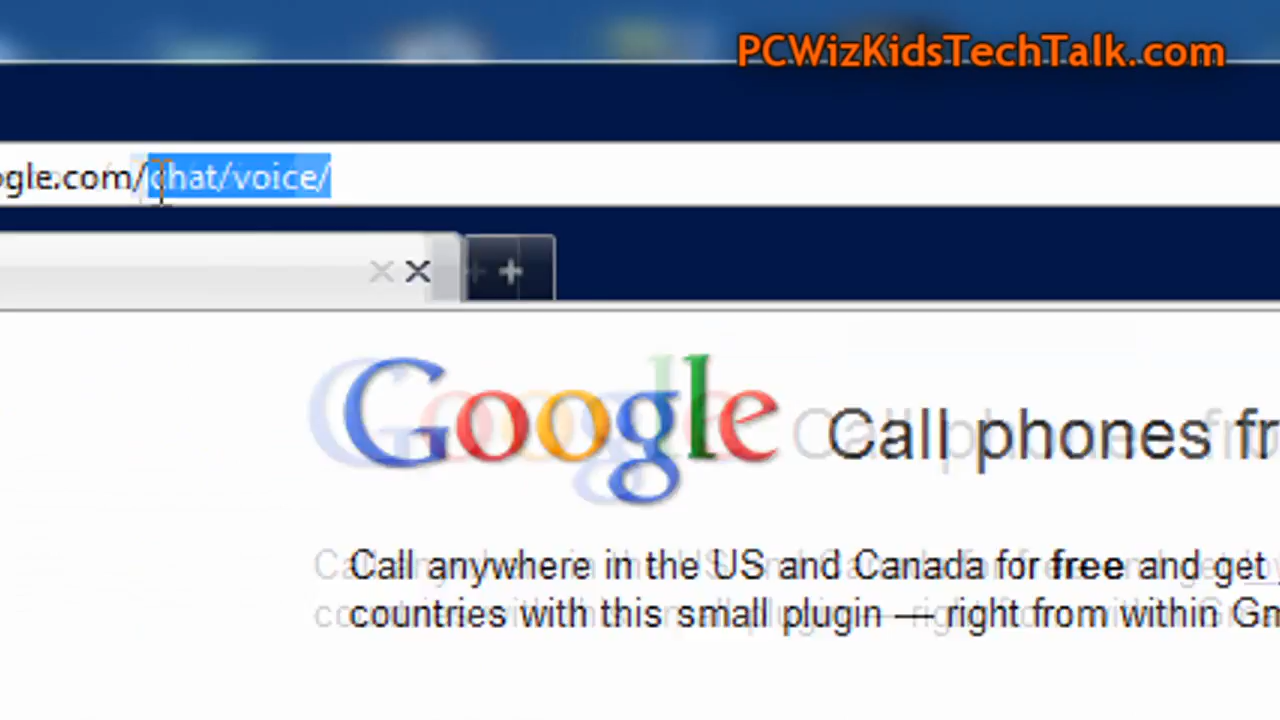 PCWizKidsTechTalk.com
ogle.com/chat/voice/
Google Call phones fr
Call anywhere in the US and Canada for free and get
countries with this small plugin — right from within Gm